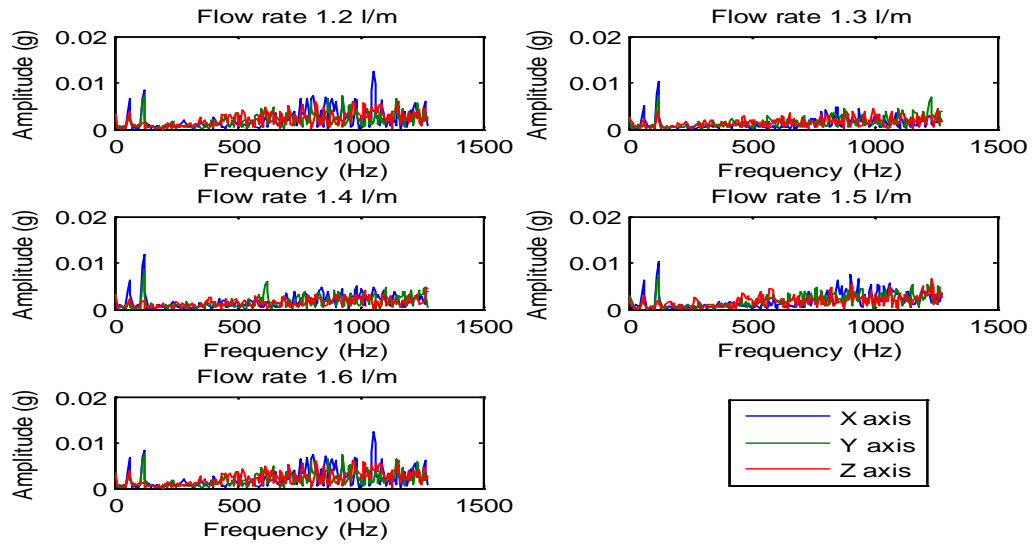 Flow rate 1.2 l/m
Flow rate 1.3 l/m
0.02
0.01
0
Amplitude (g)
0 500 1000 1500
Frequency (Hz)
0.02
0.01
0
Amplitude (g)
0 500 1000 1500
Frequency (Hz)
Flow rate 1.4 l/m
Flow rate 1.5 l/m
0.02
0.01
0
Amplitude (g)
0 500 1000 1500
Frequency (Hz)
0.02
0.01
0
Amplitude (g)
0 500 1000 1500
Frequency (Hz)
Flow rate 1.6 l/m
0.02
0.01
0
Amplitude (g)
0 500 1000 1500
Frequency (Hz)
X axis
Y axis
Z axis